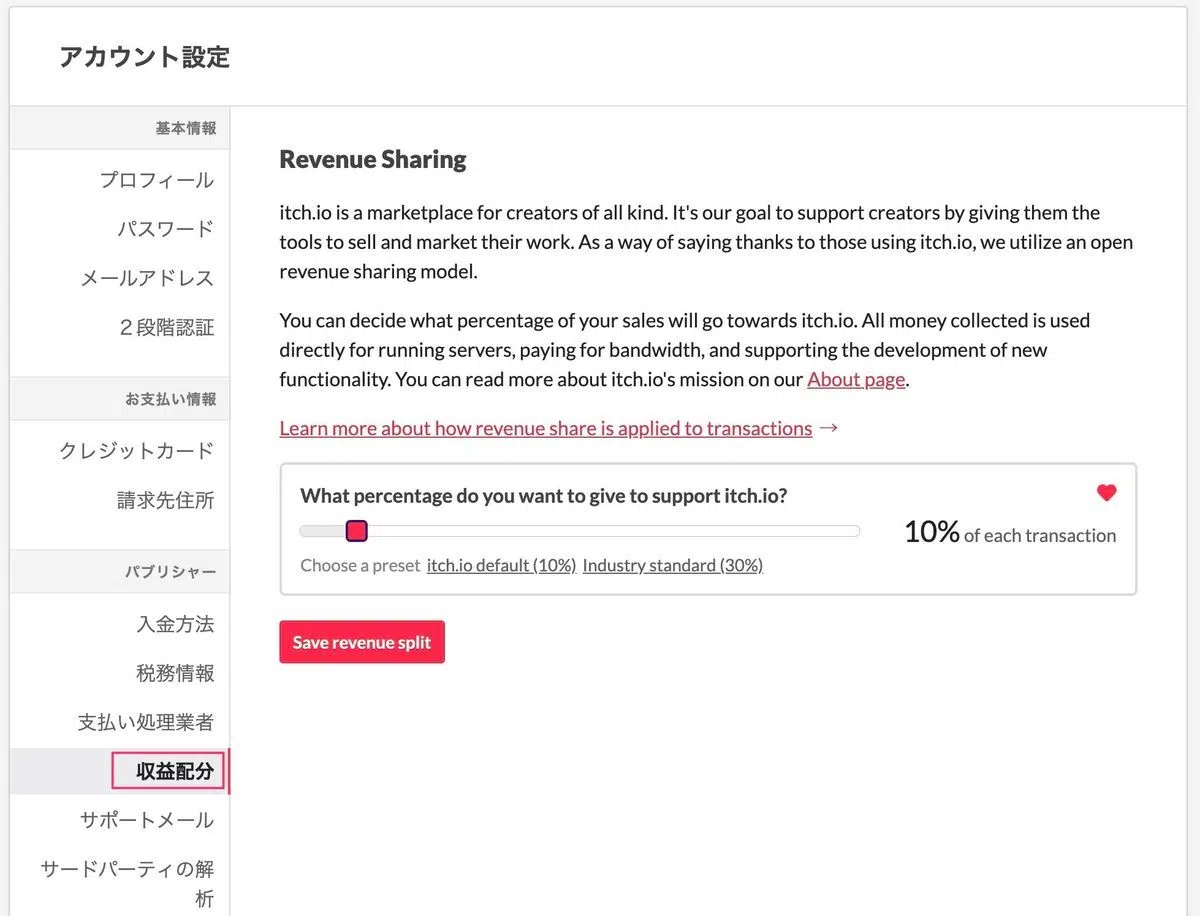 アカウント設定
基本情報
プロフィール
パスワード
メールアドレス
２段階認証
お支払い情報
クレジットカード
請求先住所
パブリシャー
入金方法
税務情報
支払い処理業者
収益配分
サポートメール
サードパーティの解
析
Revenue Sharing
itch.io is a marketplace for creators of all kind. It's our goal to support creators by giving them the
tools to sell and market their work. As a way of saying thanks to those using itch.io, we utilize an open
revenue sharing model.
You can decide what percentage of your sales will go towards itch.io. All money collected is used
directly for running servers, paying for bandwidth, and supporting the development of new
functionality. You can read more about itch.io's mission on our About page.
Learn more about how revenue share is applied to transactions →
What percentage do you want to give to support itch.io?
10% of each transaction
Choose a preset itch.io default (10%) Industry standard (30%)
Save revenue split